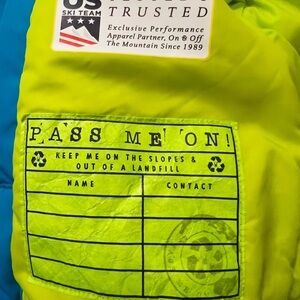 US
SKI TEAM
TRUSTED
Exclusive Performance
Apparel Partner, On & Off
The Mountain Since 1989
PASS ME ON!
KEEP ME ON THE SLOPES &
OUT OF A LANDFILL
NAME CONTACT